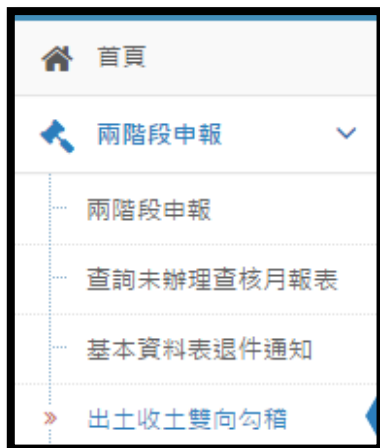 首頁
兩階段申報
兩階段申報
查詢未辦理查核月報表
基本資料表退件通知
出土收土雙向勾稽